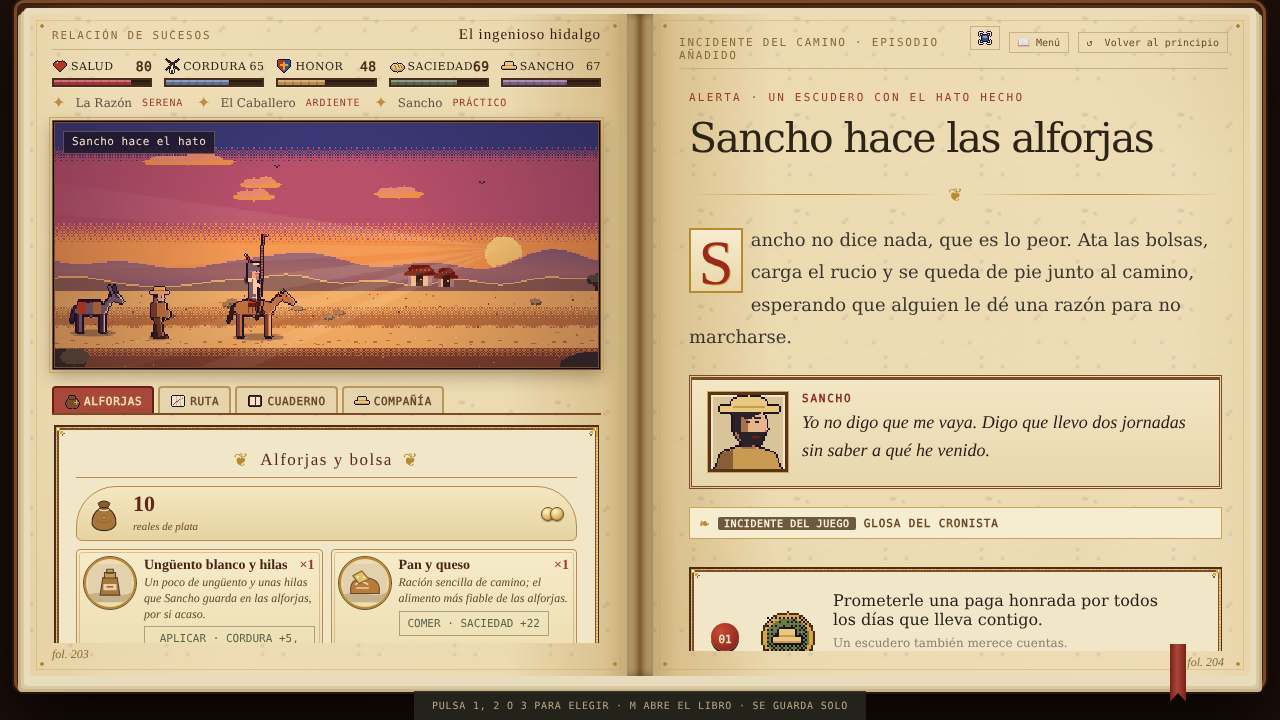 RELACIÓN DE SUCESOS
El ingenioso hidalgo
SALUD 80
CORDURA 65
HONOR 48
SACIEDAD 69
SANCHO 67
La Razón SERENA
El Caballero ARDIENTE
Sancho PRÁCTICO
Sancho hace el hato
ALFORJAS
RUTA
CUADERNO
COMPAÑÍA
Alforjas y bolsa
10
reales de plata
Ungüento blanco y hilas ×1
Un poco de ungüento y unas hilas
que Sancho guarda en las alforjas,
por si acaso.
APLICAR · CORDURA +5,
Pan y queso ×1
Ración sencilla de camino; el
alimento más fiable de las alforjas.
COMER · SACIEDAD +22
fol. 203
INCIDENTE DEL CAMINO · EPISODIO
AÑADIDO
Menú
↺ Volver al principio
ALERTA · UN ESCUDERO CON EL HATO HECHO
Sancho hace las alforjas
Sancho no dice nada, que es lo peor. Ata las bolsas,
carga el rucio y se queda de pie junto al camino,
esperando que alguien le dé una razón para no
marcharse.
SANCHO
Yo no digo que me vaya. Digo que llevo dos jornadas
sin saber a qué he venido.
INCIDENTE DEL JUEGO GLOSA DEL CRONISTA
01
Prometerle una paga honrada por todos
los días que lleva contigo.
Un escudero también merece cuentas.
fol. 204
PULSA 1, 2 O 3 PARA ELEGIR · M ABRE EL LIBRO · SE GUARDA SOLO